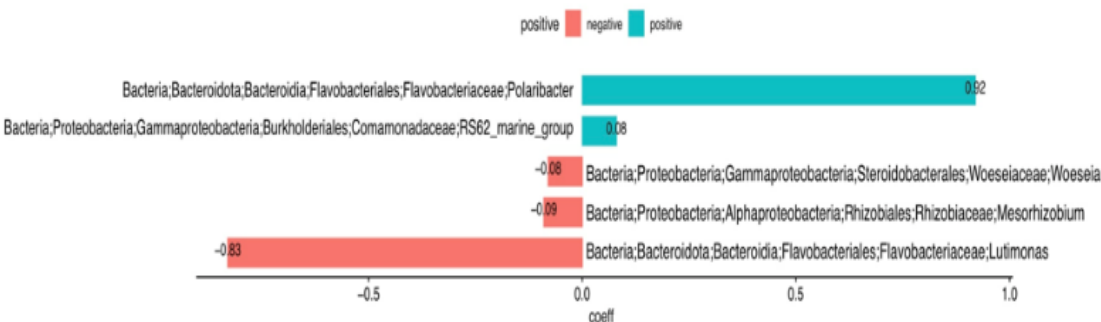 positive negative positive
Bacteria;Bacteroidota;Bacteroidia;Flavobacteriales;Flavobacteriaceae;Polaribacter 0.92
Bacteria;Proteobacteria;Gammaproteobacteria;Burkholderiales;Comamonadaceae;RS62_marine_group 0.08
−0.08 Bacteria;Proteobacteria;Gammaproteobacteria;Steroidobacterales;Woeseiaceae;Woeseia
−0.09 Bacteria;Proteobacteria;Alphaproteobacteria;Rhizobiales;Rhizobiaceae;Mesorhizobium
−0.83 Bacteria;Bacteroidota;Bacteroidia;Flavobacteriales;Flavobacteriaceae;Lutimonas
−0.5 0.0 0.5 1.0
coeff